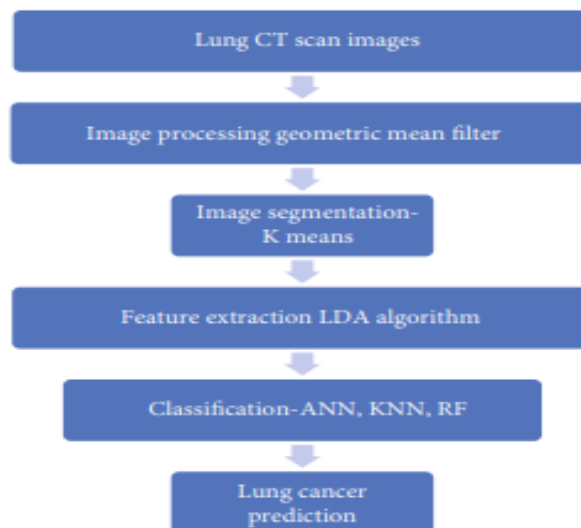 Lung CT scan images
Image processing geometric mean filter
Image segmentation-
K means
Feature extraction LDA algorithm
Classification-ANN, KNN, RF
Lung cancer
prediction